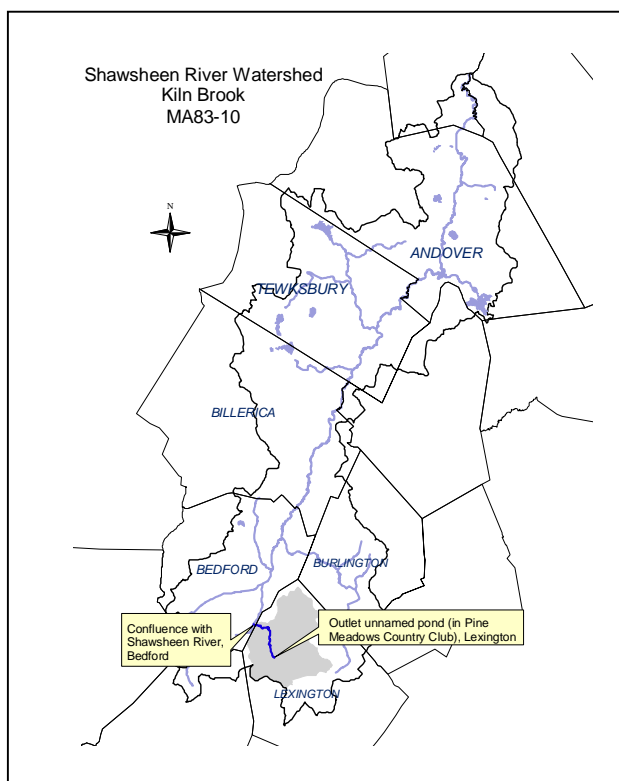 Shawsheen River Watershed
Kiln Brook
MA83-10
N
ANDOVER
TEWKSBURY
BILLERICA
BEDFORD
BURLINGTON
Confluence with
Shawsheen River,
Bedford
Outlet unnamed pond (in Pine
Meadows Country Club), Lexington
LEXINGTON